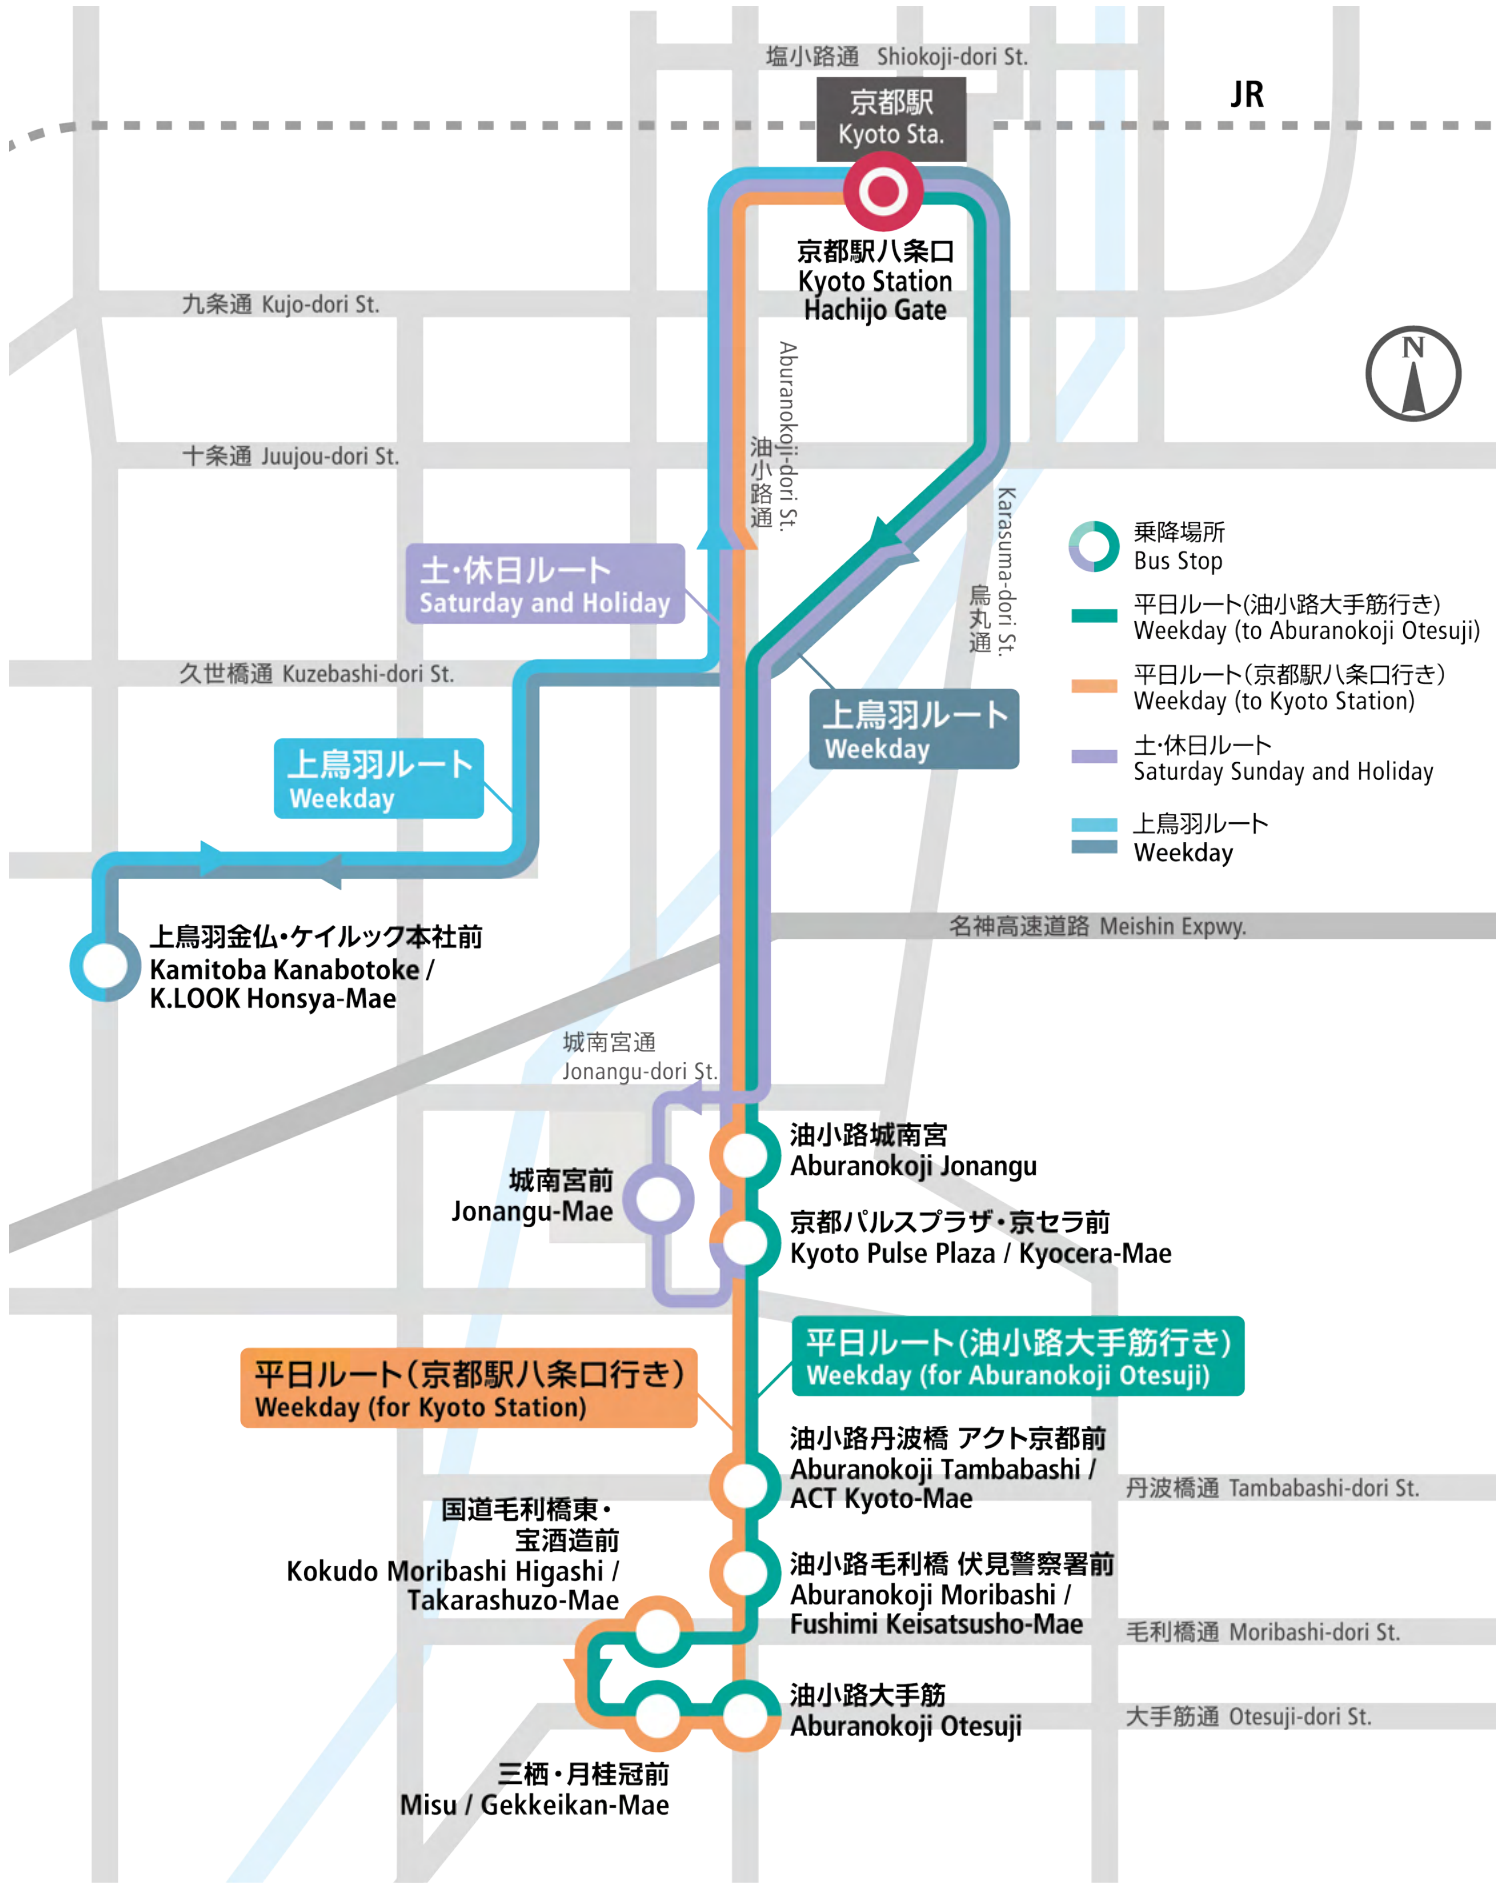 塩小路通 Shiokoji-dori St.
JR
京都駅
Kyoto Sta.
京都駅八条口
Kyoto Station
Hachijo Gate
九条通 Kujo-dori St.
N
油小路通
Aburanokoji-dori St.
十条通 Juujou-dori St.
烏丸通
Karasuma-dori St.
乗降場所
Bus Stop
平日ルート(油小路大手筋行き)
Weekday (to Aburanokoji Otesuji)
平日ルート(京都駅八条口行き)
Weekday (to Kyoto Station)
土・休日ルート
Saturday Sunday and Holiday
上鳥羽ルート
Weekday
土・休日ルート
Saturday and Holiday
久世橋通 Kuzebashi-dori St.
上鳥羽ルート
Weekday
上鳥羽ルート
Weekday
名神高速道路 Meishin Expwy.
上鳥羽金仏・ケイルック本社前
Kamitoba Kanabotoke /
K.LOOK Honsya-Mae
城南宮通
Jonangu-dori St.
油小路城南宮
Aburanokoji Jonangu
城南宮前
Jonangu-Mae
京都パルスプラザ・京セラ前
Kyoto Pulse Plaza / Kyocera-Mae
平日ルート(油小路大手筋行き)
Weekday (for Aburanokoji Otesuji)
平日ルート(京都駅八条口行き)
Weekday (for Kyoto Station)
油小路丹波橋 アクト京都前
Aburanokoji Tambabashi /
ACT Kyoto-Mae
丹波橋通 Tambabashi-dori St.
国道毛利橋東・
宝酒造前
Kokudo Moribashi Higashi /
Takarashuzo-Mae
油小路毛利橋 伏見警察署前
Aburanokoji Moribashi /
Fushimi Keisatsusho-Mae
毛利橋通 Moribashi-dori St.
油小路大手筋
Aburanokoji Otesuji
大手筋通 Otesuji-dori St.
三栖・月桂冠前
Misu / Gekkeikan-Mae